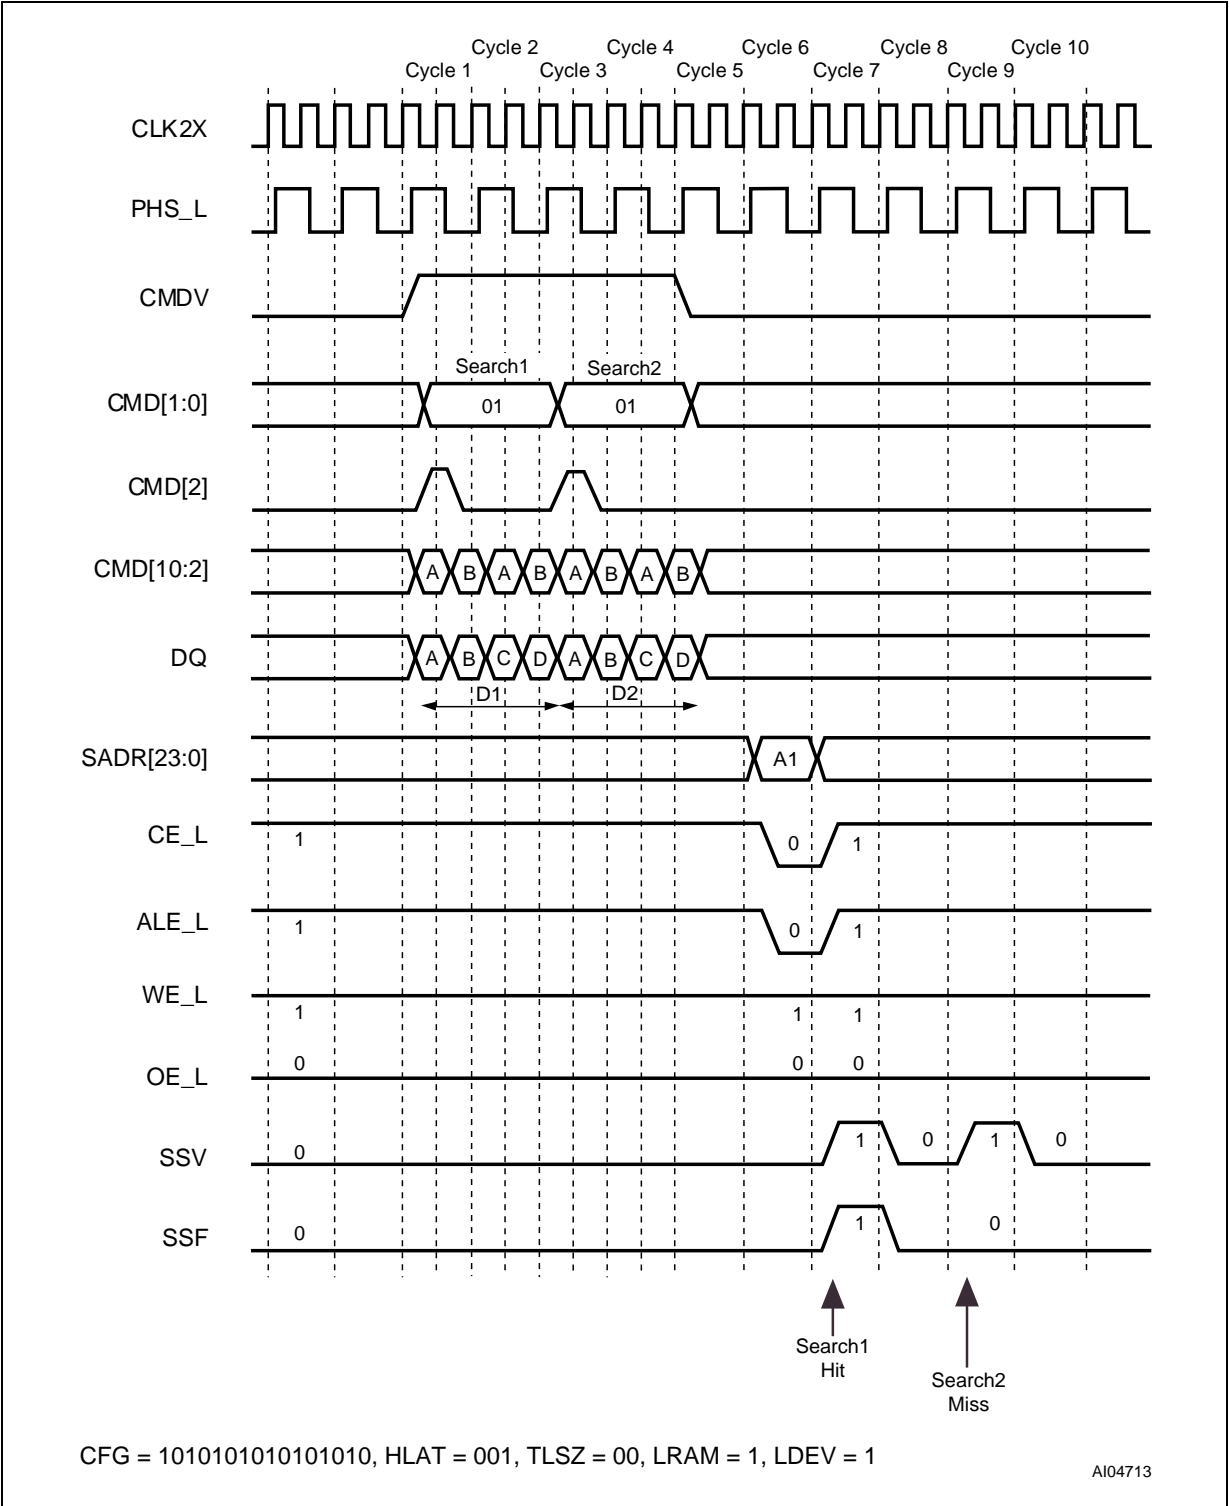 Cycle 2 Cycle 4 Cycle 6 Cycle 8 Cycle 10
Cycle 1 Cycle 3 Cycle 5 Cycle 7 Cycle 9
CLK2X
PHS_L
CMDV
Search1 Search2
CMD[1:0] 01 01
CMD[2]
CMD[10:2] A B A B A B A B
DQ A B C D A B C D
D1 D2
SADR[23:0] A1
CE_L 1 0 1
ALE_L 1 0 1
WE_L
1 1 1
0 0 0
OE_L
1 0 1 0
SSV 0
1 0
SSF 0
Search1
Hit
Search2
Miss
CFG = 1010101010101010, HLAT = 001, TLSZ = 00, LRAM = 1, LDEV = 1
AI04713